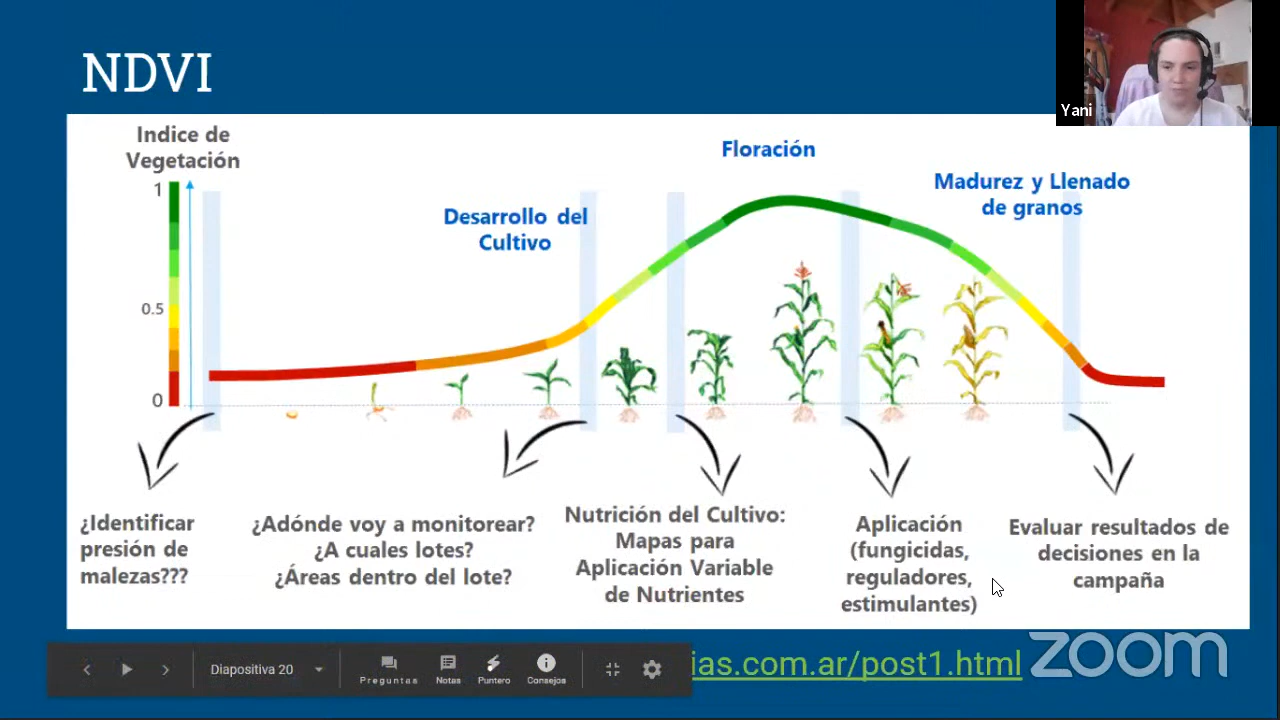 NDVI
Yani
Indice de
Vegetación
1
0.5
0
Desarrollo del
Cultivo
Floración
Madurez y Llenado
de granos
¿Identificar
presión de
malezas???
¿Adónde voy a monitorear?
¿A cuales lotes?
¿Áreas dentro del lote?
Nutrición del Cultivo:
Mapas para
Aplicación Variable
de Nutrientes
Aplicación
(fungicidas,
reguladores,
estimulantes)
Evaluar resultados de
decisiones en la
campaña
Diapositiva 20
Preguntas
Notas
Puntero
Consejos
ias.com.ar/post1.html
zoom